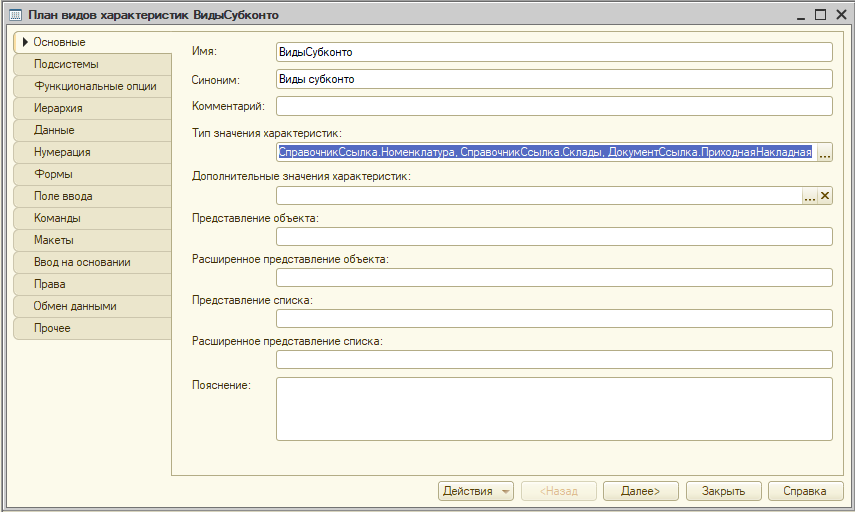 План видов характеристик ВидыСубконто
Основные
Подсистемы
Функциональные опции
Иерархия
Данные
Нумерация
Формы
Поле ввода
Команды
Макеты
Ввод на основании
Права
Обмен данными
Прочее
Имя: ВидыСубконто
Синоним: Виды субконто
Комментарий:
Тип значения характеристик:
СправочникСсылка.Номенклатура, СправочникСсылка.Склады, ДокументСсылка.ПриходнаяНакладная ...
Дополнительные значения характеристик:
...
Представление объекта:
Расширенное представление объекта:
Представление списка:
Расширенное представление списка:
Пояснение:
Действия <Назад Далее> Закрыть Справка